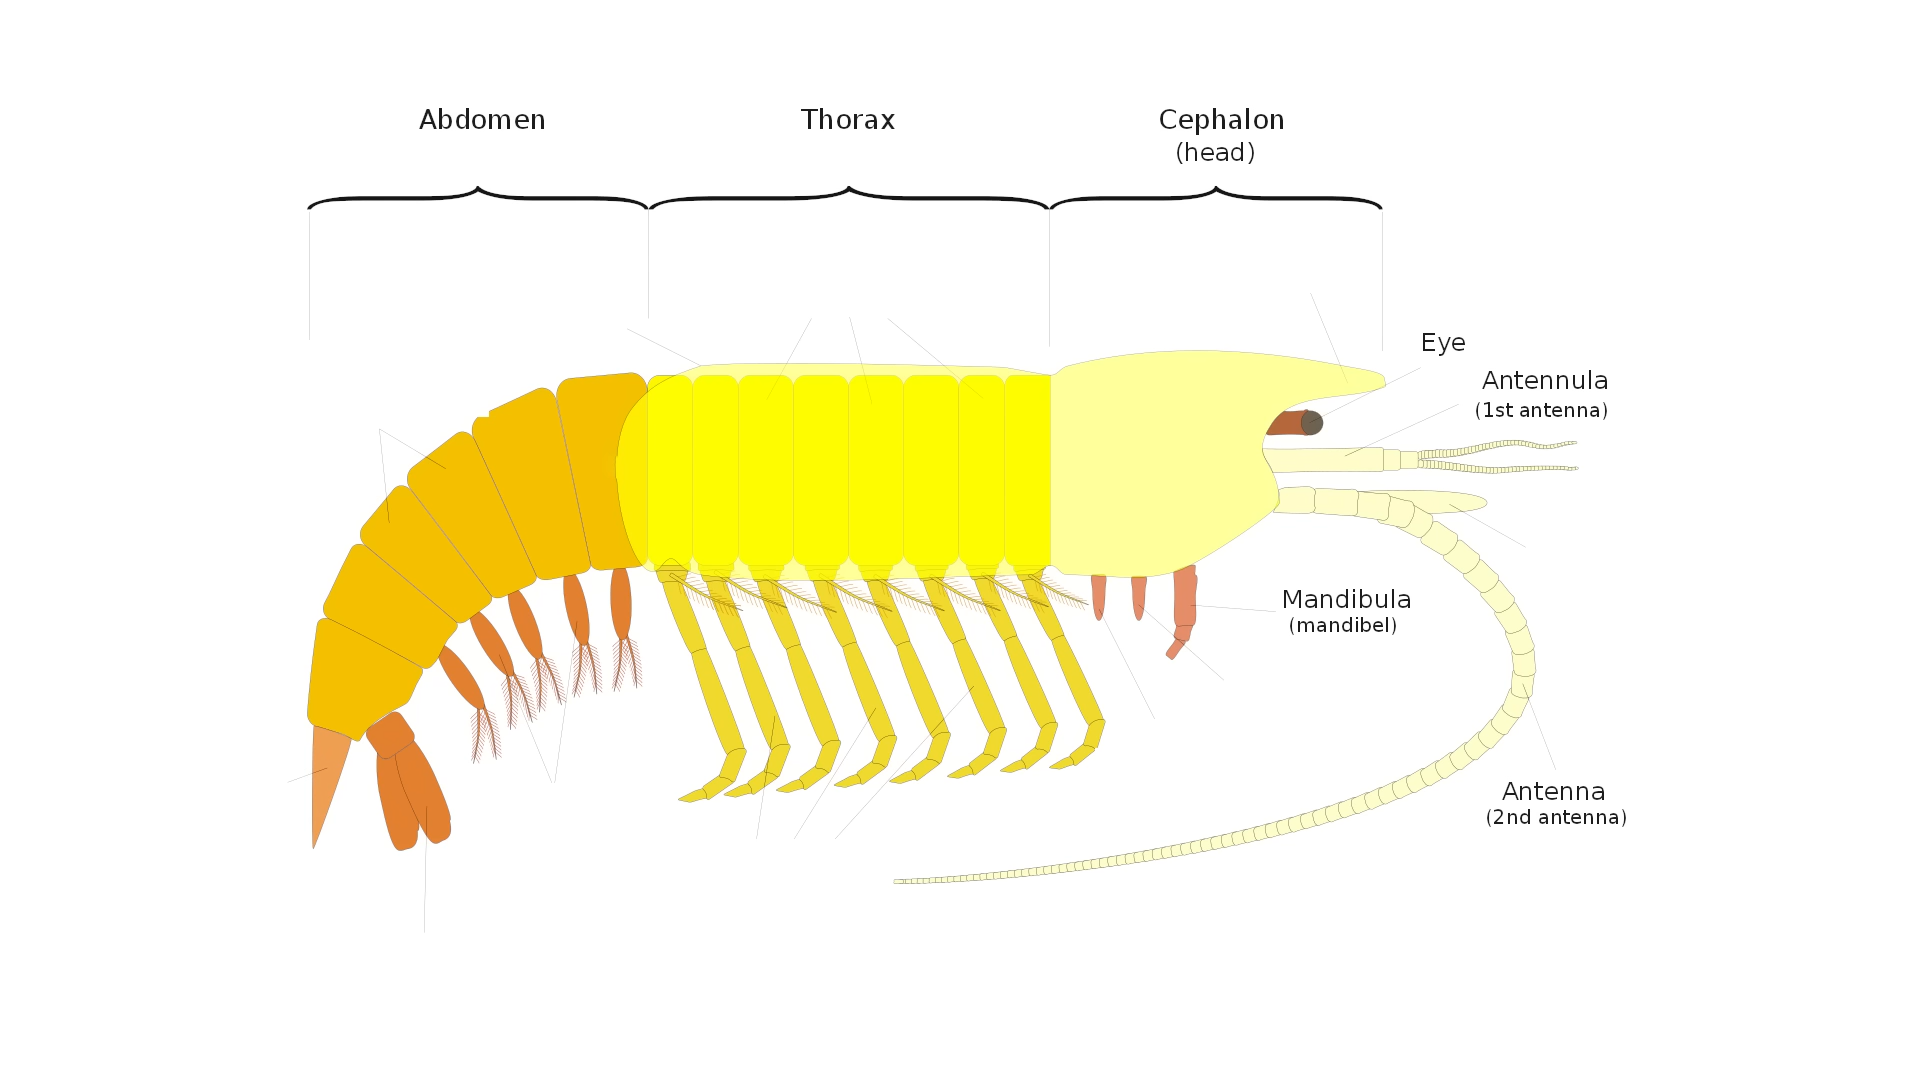 Abdomen
Thorax
Cephalon
(head)
Eye
Antennula
(1st antenna)
Mandibula
(mandibel)
Antenna
(2nd antenna)